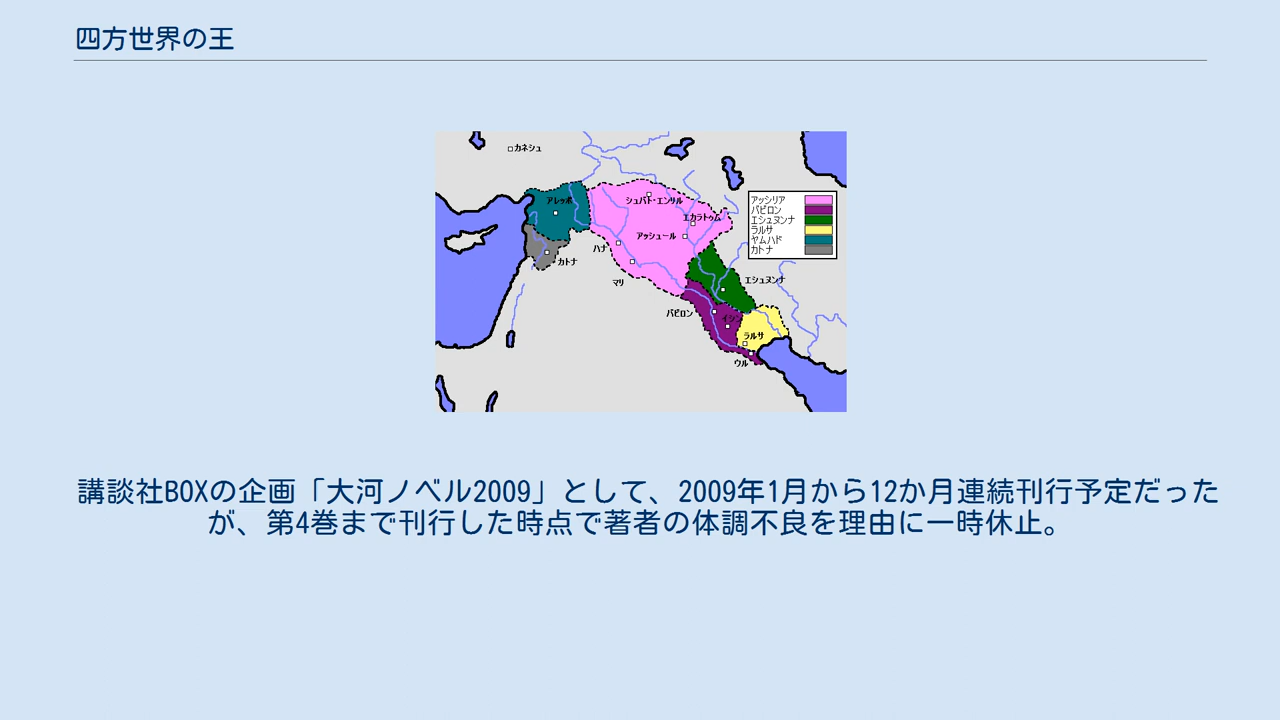 四方世界の王
カネシュ
アレッポ
シュバト・エンリル
エカラトゥム
アッシュール
ハナ
カトナ
マリ
エシュヌンナ
バビロン
イシン
ラルサ
ウル
アッシリア
バビロン
エシュヌンナ
ラルサ
ヤムハド
カトナ
講談社BOXの企画「大河ノベル2009」として、2009年1月から12か月連続刊行予定だった
が、第4巻まで刊行した時点で著者の体調不良を理由に一時休止。